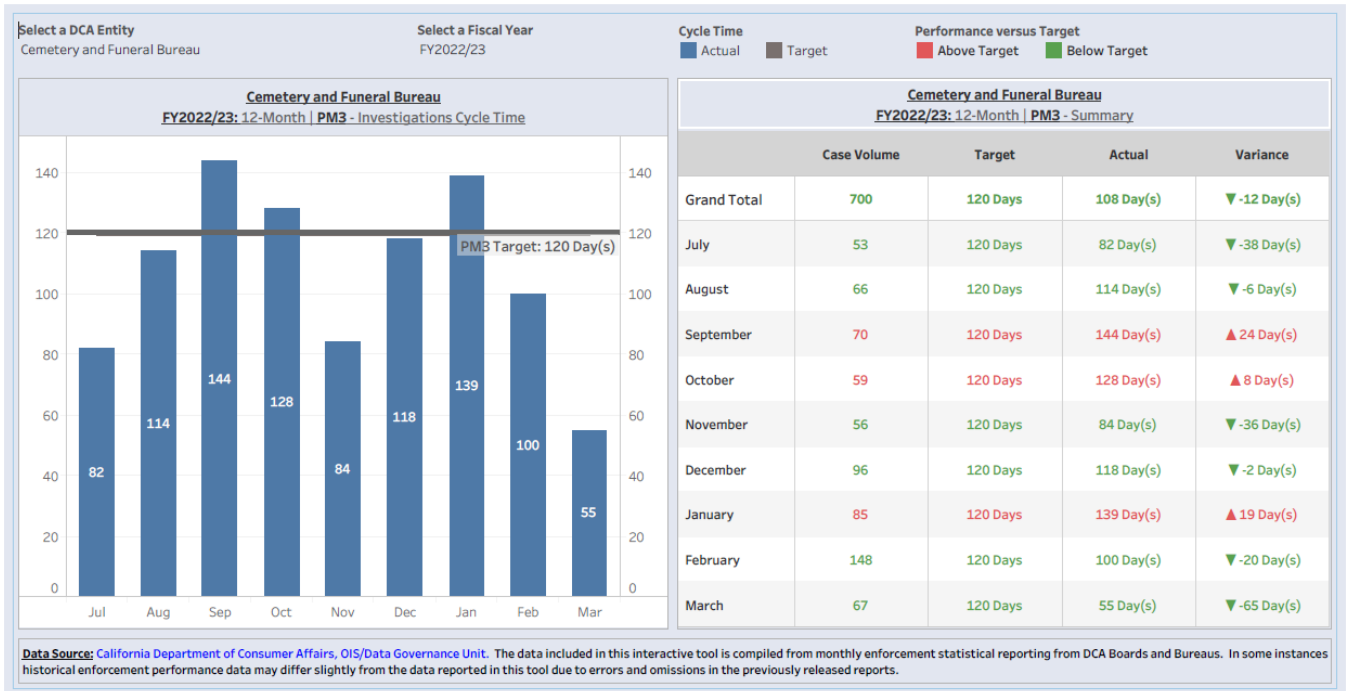 Select a DCA Entity
Cemetery and Funeral Bureau
Select a Fiscal Year
FY2022/23
Cycle Time
Actual Target
Performance versus Target
Above Target Below Target
Cemetery and Funeral Bureau
FY2022/23: 12-Month | PM3 - Investigations Cycle Time
140
120
100
80
60
40
20
0
82
114
144
128
84
118
139
100
55
PM3 Target: 120 Day(s)
140
120
100
80
60
40
20
0
Jul Aug Sep Oct Nov Dec Jan Feb Mar
Cemetery and Funeral Bureau
FY2022/23: 12-Month | PM3 - Summary
Case Volume Target Actual Variance
Grand Total 700 120 Days 108 Day(s) ▼ -12 Day(s)
July 53 120 Days 82 Day(s) ▼ -38 Day(s)
August 66 120 Days 114 Day(s) ▼ -6 Day(s)
September 70 120 Days 144 Day(s) ▲ 24 Day(s)
October 59 120 Days 128 Day(s) ▲ 8 Day(s)
November 56 120 Days 84 Day(s) ▼ -36 Day(s)
December 96 120 Days 118 Day(s) ▼ -2 Day(s)
January 85 120 Days 139 Day(s) ▲ 19 Day(s)
February 148 120 Days 100 Day(s) ▼ -20 Day(s)
March 67 120 Days 55 Day(s) ▼ -65 Day(s)
Data Source: California Department of Consumer Affairs, OIS/Data Governance Unit. The data included in this interactive tool is compiled from monthly enforcement statistical reporting from DCA Boards and Bureaus. In some instances
historical enforcement performance data may differ slightly from the data reported in this tool due to errors and omissions in the previously released reports.